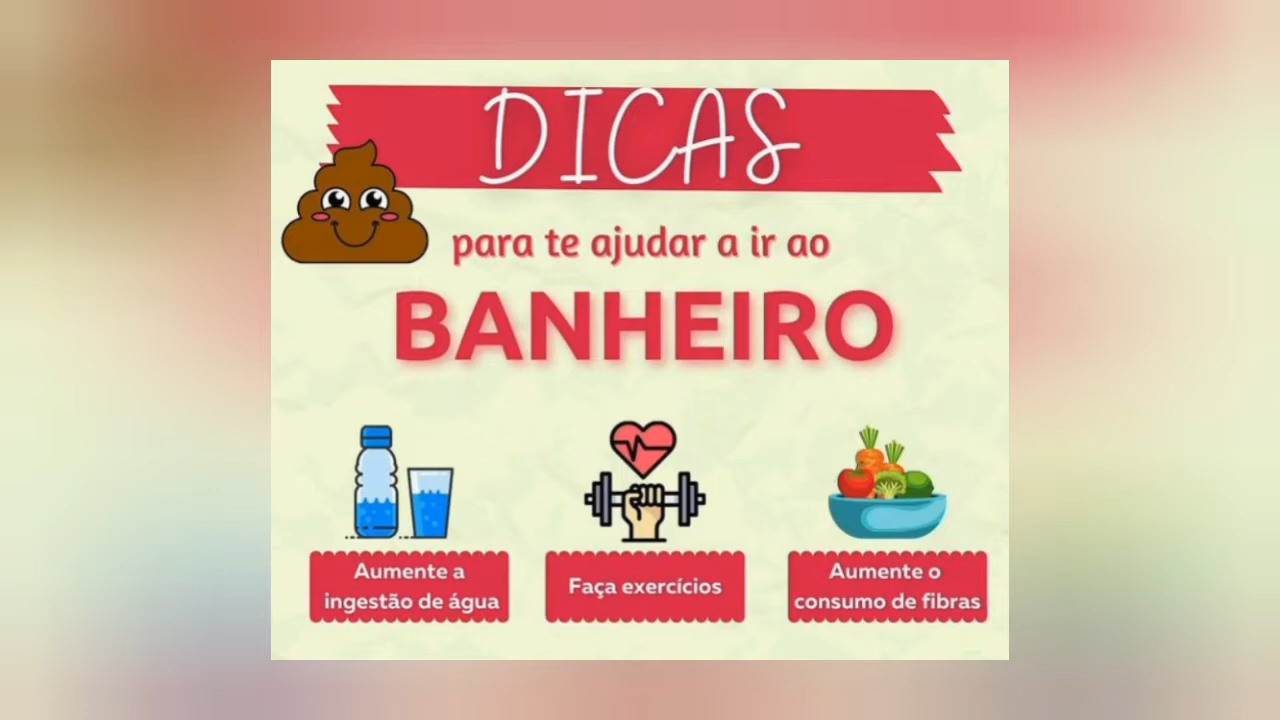 DICAS
para te ajudar a ir ao
BANHEIRO
Aumente a
ingestão de água
Faça exercícios
Aumente o
consumo de fibras